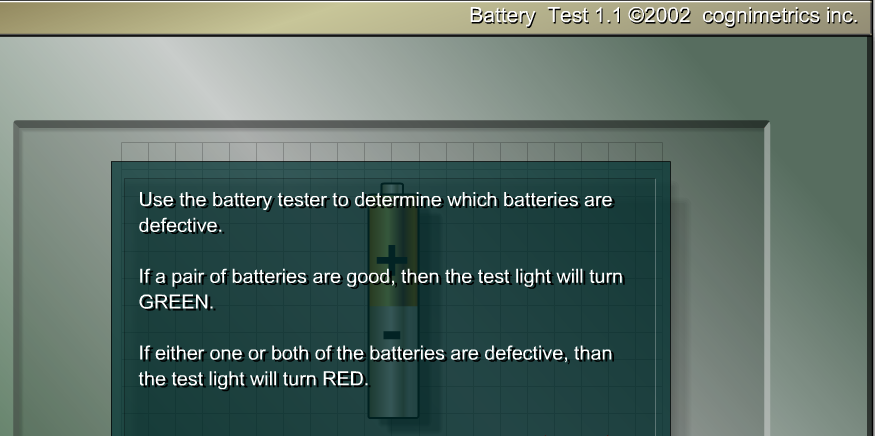 Battery Test 1.1 ©2002 cognimetrics inc.
Use the battery tester to determine which batteries are
defective.
If a pair of batteries are good, then the test light will turn
GREEN.
If either one or both of the batteries are defective, than
the test light will turn RED.
+
-